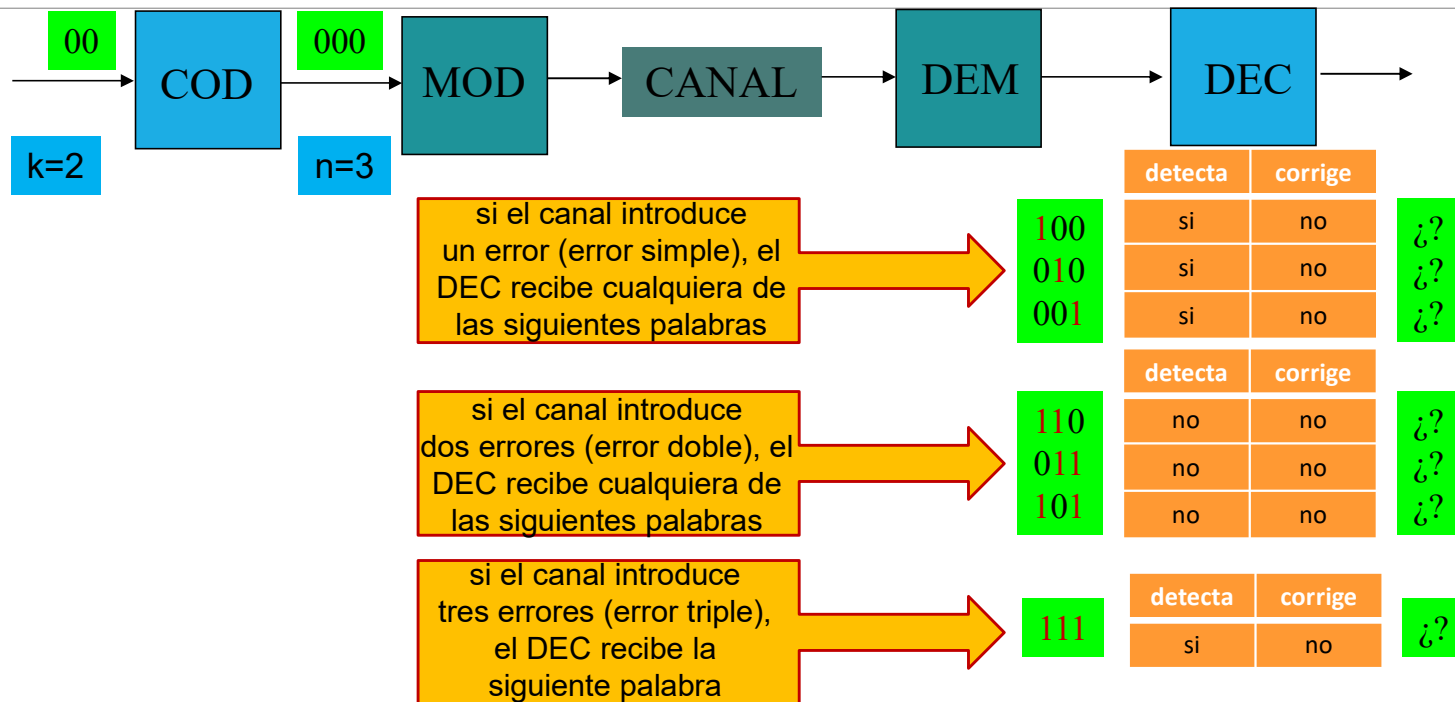 00
000
COD
MOD
CANAL
DEM
DEC
k=2
n=3
detecta corrige
si el canal introduce
un error (error simple), el
DEC recibe cualquiera de
las siguientes palabras
100 si no ¿?
010 si no ¿?
001 si no ¿?
detecta corrige
si el canal introduce
dos errores (error doble), el
DEC recibe cualquiera de
las siguientes palabras
110 no no ¿?
011 no no ¿?
101 no no ¿?
si el canal introduce
tres errores (error triple),
el DEC recibe la
siguiente palabra
detecta corrige
111 si no ¿?